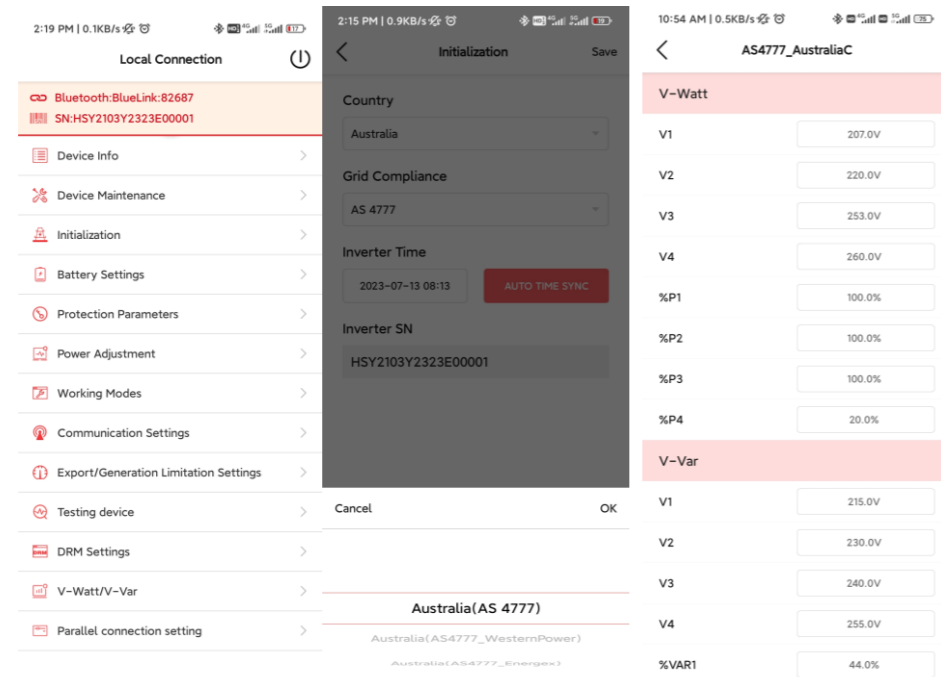 2:19 PM | 0.1KB/s
4G
5G
17
Local Connection
Bluetooth:BlueLink:82687
SN:HSY2103Y2323E00001
Device Info
Device Maintenance
Initialization
Battery Settings
Protection Parameters
Power Adjustment
Working Modes
Communication Settings
Export/Generation Limitation Settings
Testing device
DRM Settings
V-Watt/V-Var
Parallel connection setting
2:15 PM | 0.9KB/s
4G
5G
Initialization
Save
Country
Australia
Grid Compliance
AS 4777
Inverter Time
2023-07-13 08:13
AUTO TIME SYNC
Inverter SN
HSY2103Y2323E00001
Cancel
OK
Australia(AS 4777)
Australia(AS4777_WesternPower)
Australia(AS4777_Energex)
10:54 AM | 0.5KB/s
5G
AS4777_AustraliaC
V-Watt
V1 207.0V
V2 220.0V
V3 253.0V
V4 260.0V
%P1 100.0%
%P2 100.0%
%P3 100.0%
%P4 20.0%
V-Var
V1 215.0V
V2 230.0V
V3 240.0V
V4 255.0V
%VAR1 44.0%